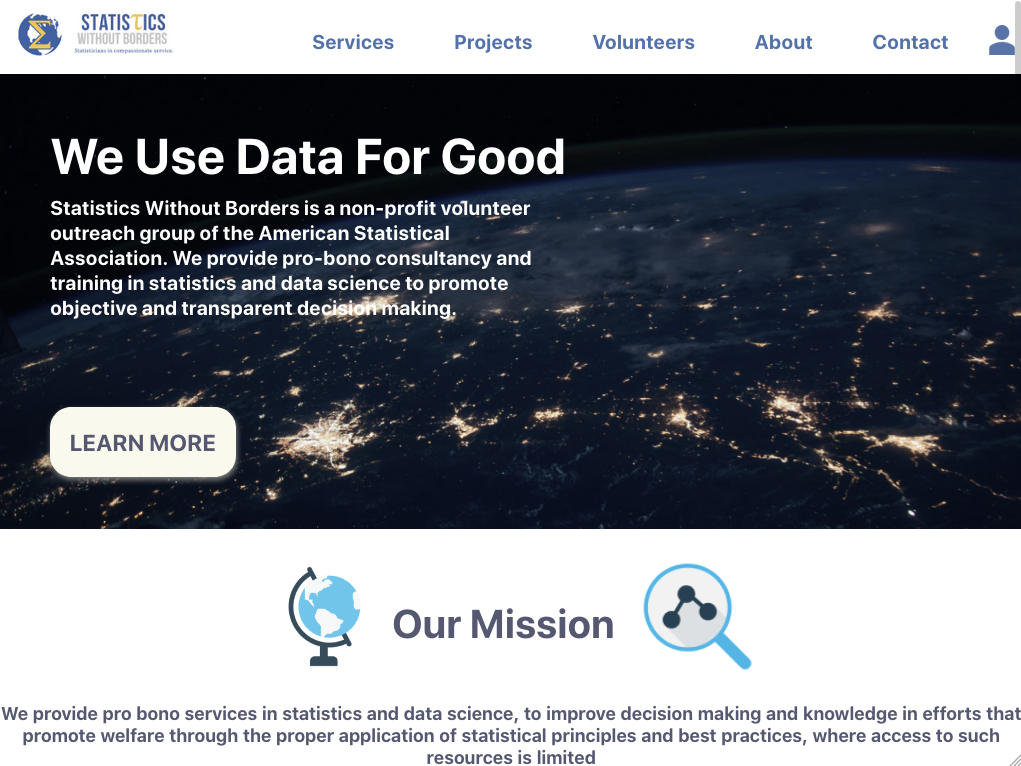 STATISTICS
WITHOUT BORDERS
Statisticians in compassionate service.
Services
Projects
Volunteers
About
Contact
We Use Data For Good
Statistics Without Borders is a non-profit volunteer
outreach group of the American Statistical
Association. We provide pro-bono consultancy and
training in statistics and data science to promote
objective and transparent decision making.
LEARN MORE
Our Mission
We provide pro bono services in statistics and data science, to improve decision making and knowledge in efforts that
promote welfare through the proper application of statistical principles and best practices, where access to such
resources is limited